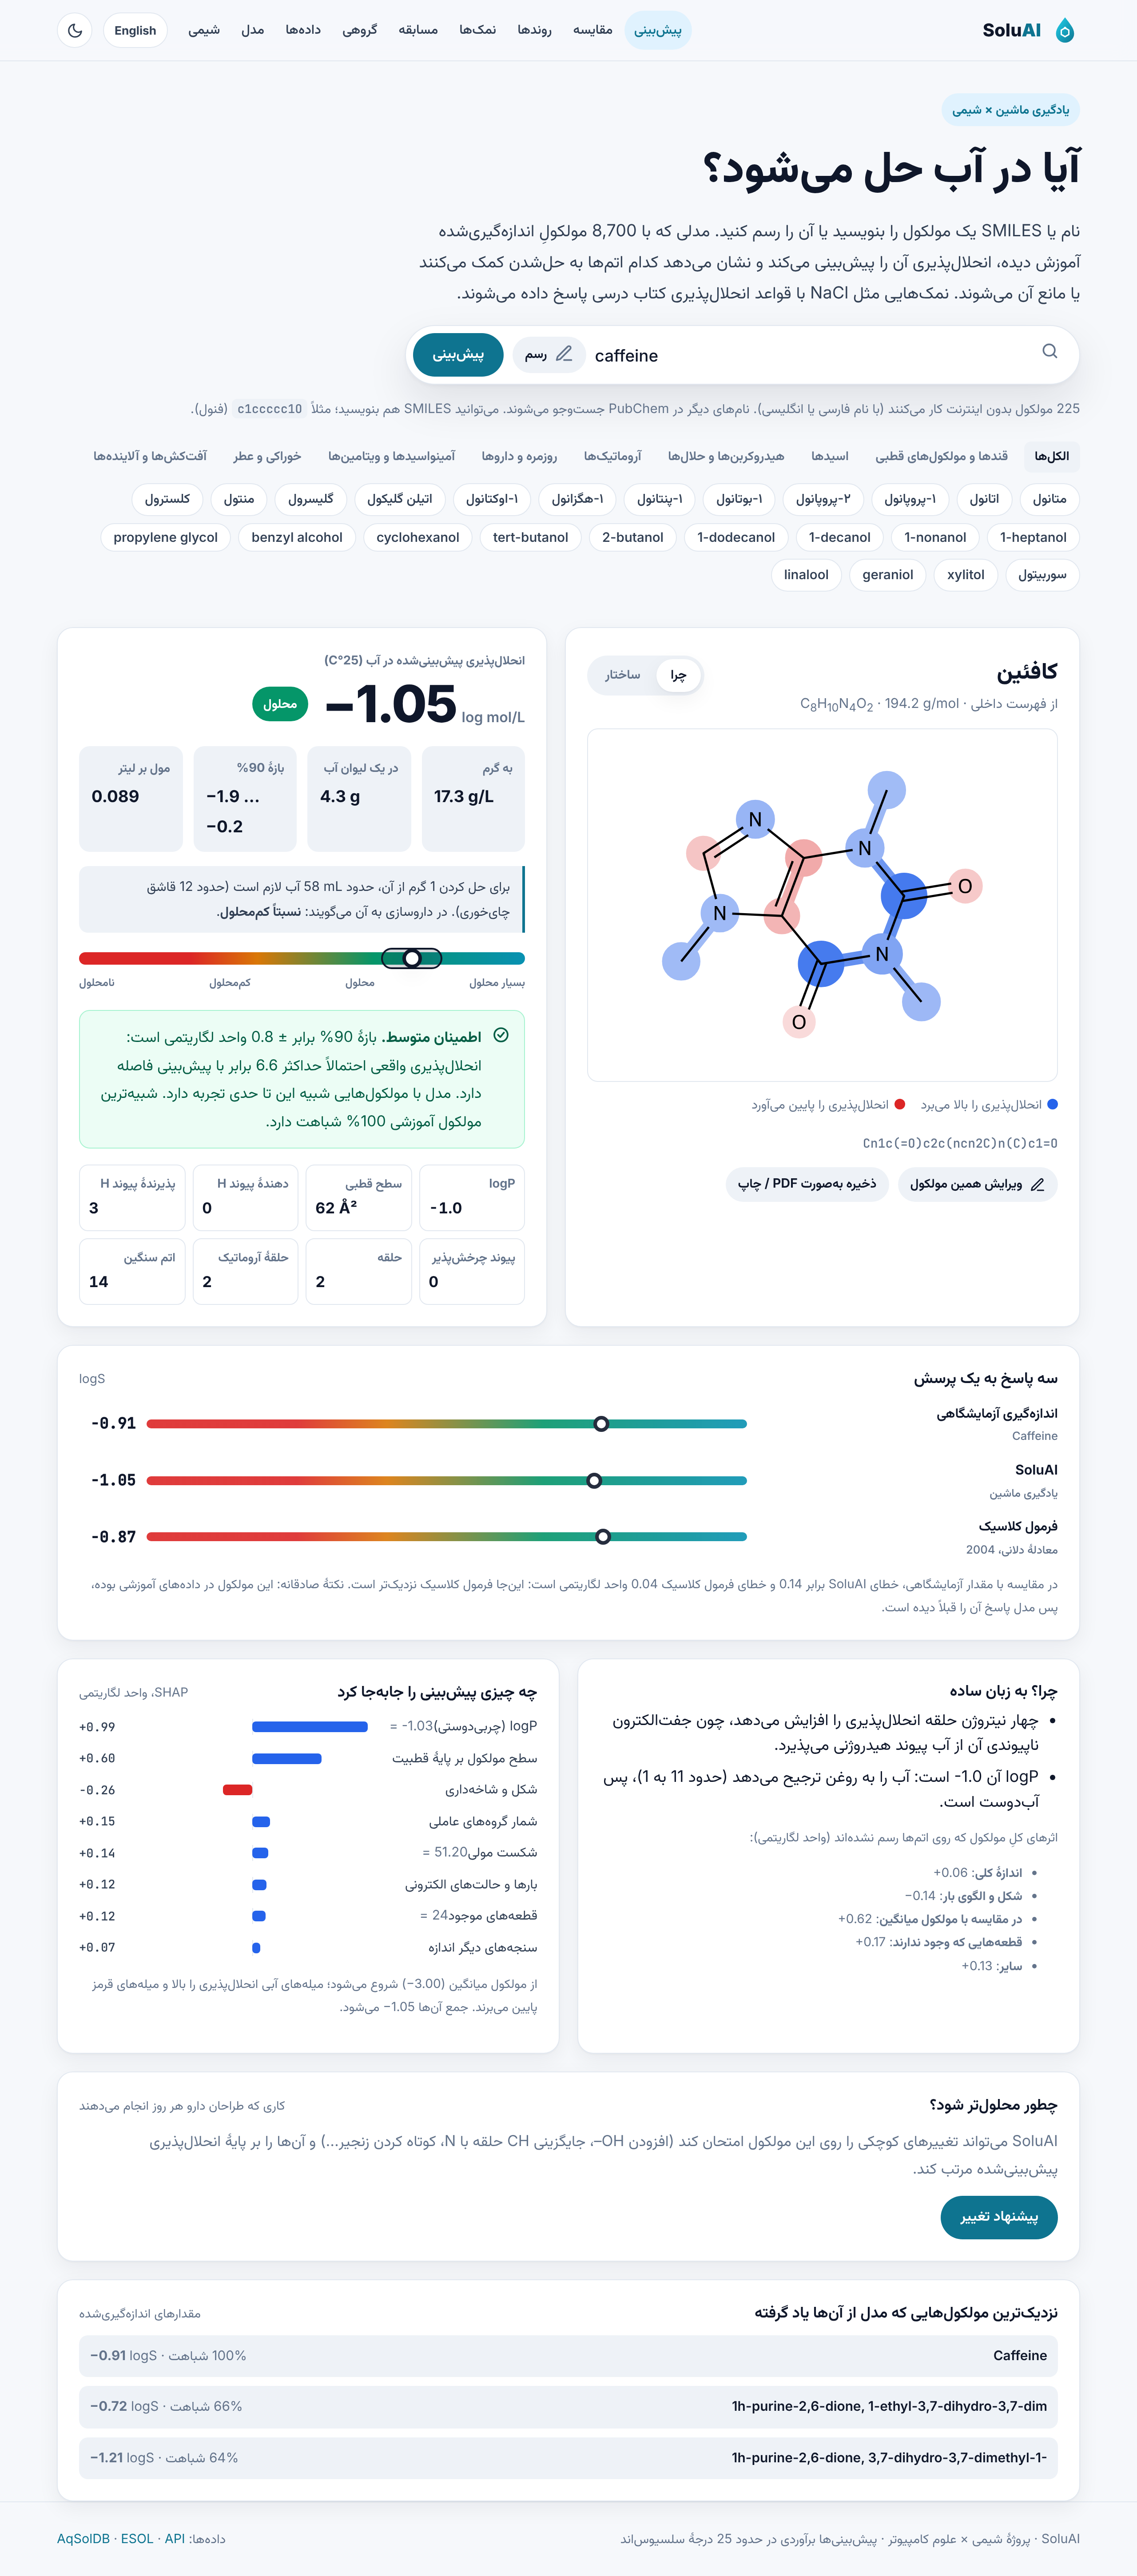 SoluAI
پیش‌بینی
مقایسه
روندها
نمک‌ها
مسابقه
گروهی
داده‌ها
مدل
شیمی
English
یادگیری ماشین × شیمی
آیا در آب حل می‌شود؟
نام یا SMILES یک مولکول را بنویسید یا آن را رسم کنید. مدلی که با 8,700 مولکولِ اندازه‌گیری‌شده
آموزش دیده، انحلال‌پذیری آن را پیش‌بینی می‌کند و نشان می‌دهد کدام اتم‌ها به حل‌شدن کمک می‌کنند
یا مانع آن می‌شوند. نمک‌هایی مثل NaCl با قواعد انحلال‌پذیری کتاب درسی پاسخ داده می‌شوند.
caffeine
رسم
پیش‌بینی
225 مولکول بدون اینترنت کار می‌کنند (با نام فارسی یا انگلیسی). نام‌های دیگر در PubChem جست‌وجو می‌شوند. می‌توانید SMILES هم بنویسید؛ مثلاً c1ccccc1O (فنول).
الکل‌ها
قندها و مولکول‌های قطبی
اسیدها
هیدروکربن‌ها و حلال‌ها
آروماتیک‌ها
روزمره و داروها
آمینواسیدها و ویتامین‌ها
خوراکی و عطر
آفت‌کش‌ها و آلاینده‌ها
متانول
اتانول
۱-پروپانول
۲-پروپانول
۱-بوتانول
۱-پنتانول
۱-هگزانول
۱-اوکتانول
اتیلن گلیکول
گلیسرول
منتول
کلسترول
1-heptanol
1-nonanol
1-decanol
1-dodecanol
2-butanol
tert-butanol
cyclohexanol
benzyl alcohol
propylene glycol
سوربیتول
xylitol
geraniol
linalool
کافئین
چرا
ساختار
از فهرست داخلی · C8H10N4O2 · 194.2 g/mol
N
N
O
N
N
O
انحلال‌پذیری را بالا می‌برد
انحلال‌پذیری را پایین می‌آورد
Cn1c(=O)c2c(ncn2C)n(C)c1=O
ویرایش همین مولکول
ذخیره به‌صورت PDF / چاپ
انحلال‌پذیری پیش‌بینی‌شده در آب (25°C)
−1.05 log mol/L
محلول
به گرم
17.3 g/L
در یک لیوان آب
4.3 g
بازهٔ 90%
−1.9 …
−0.2
مول بر لیتر
0.089
برای حل کردن 1 گرم از آن، حدود 58 mL آب لازم است (حدود 12 قاشق
چای‌خوری). در داروسازی به آن می‌گویند: نسبتاً کم‌محلول.
بسیار محلول
محلول
کم‌محلول
نامحلول
اطمینان متوسط. بازهٔ 90% برابر ± 0.8 واحد لگاریتمی است:
انحلال‌پذیری واقعی احتمالاً حداکثر 6.6 برابر با پیش‌بینی فاصله
دارد. مدل با مولکول‌هایی شبیه این تا حدی تجربه دارد. شبیه‌ترین
مولکول آموزشی 100% شباهت دارد.
logP
-1.0
سطح قطبی
62 Å²
دهندهٔ پیوند H
0
پذیرندهٔ پیوند H
3
پیوند چرخش‌پذیر
0
حلقه
2
حلقهٔ آروماتیک
2
اتم سنگین
14
سه پاسخ به یک پرسش
logS
اندازه‌گیری آزمایشگاهی
Caffeine
-0.91
SoluAI
یادگیری ماشین
-1.05
فرمول کلاسیک
معادلهٔ دلانی، 2004
-0.87
در مقایسه با مقدار آزمایشگاهی، خطای SoluAI برابر 0.14 و خطای فرمول کلاسیک 0.04 واحد لگاریتمی است: این‌جا فرمول کلاسیک نزدیک‌تر است. نکتهٔ صادقانه: این مولکول در داده‌های آموزشی بوده،
پس مدل پاسخ آن را قبلاً دیده است.
چرا؟ به زبان ساده
• چهار نیتروژن حلقه انحلال‌پذیری را افزایش می‌دهد، چون جفت‌الکترون
ناپیوندی آن از آب پیوند هیدروژنی می‌پذیرد.
• logP آن 1.0- است: آب را به روغن ترجیح می‌دهد (حدود 11 به 1)، پس
آب‌دوست است.
اثرهای کلِ مولکول که روی اتم‌ها رسم نشده‌اند (واحد لگاریتمی):
• اندازهٔ کلی: 0.06+
• شکل و الگوی بار: 0.14−
• در مقایسه با مولکول میانگین: 0.62+
• قطعه‌هایی که وجود ندارند: 0.17+
• سایر: 0.13+
چه چیزی پیش‌بینی را جابه‌جا کرد
SHAP، واحد لگاریتمی
logP (چربی‌دوستی)1.03- =
+0.99
سطح مولکول بر پایهٔ قطبیت
+0.60
شکل و شاخه‌داری
-0.26
شمار گروه‌های عاملی
+0.15
شکست مولی51.20 =
+0.14
بارها و حالت‌های الکترونی
+0.12
قطعه‌های موجود24 =
+0.12
سنجه‌های دیگر اندازه
+0.07
از مولکول میانگین (3.00−) شروع می‌شود؛ میله‌های آبی انحلال‌پذیری را بالا و میله‌های قرمز
پایین می‌برند. جمع آن‌ها 1.05− می‌شود.
چطور محلول‌تر شود؟
کاری که طراحان دارو هر روز انجام می‌دهند
SoluAI می‌تواند تغییرهای کوچکی را روی این مولکول امتحان کند (افزودن OH–، جایگزینی CH حلقه با N، کوتاه کردن زنجیر…) و آن‌ها را بر پایهٔ انحلال‌پذیری
پیش‌بینی‌شده مرتب کند.
پیشنهاد تغییر
نزدیک‌ترین مولکول‌هایی که مدل از آن‌ها یاد گرفته
مقدارهای اندازه‌گیری‌شده
Caffeine
100% شباهت · logS −0.91
1h-purine-2,6-dione, 1-ethyl-3,7-dihydro-3,7-dim
66% شباهت · logS −0.72
1h-purine-2,6-dione, 3,7-dihydro-3,7-dimethyl-1-
64% شباهت · logS −1.21
SoluAI · پروژهٔ شیمی × علوم کامپیوتر · پیش‌بینی‌ها برآوردی در حدود 25 درجهٔ سلسیوس‌اند
داده‌ها: AqSolDB · ESOL · API